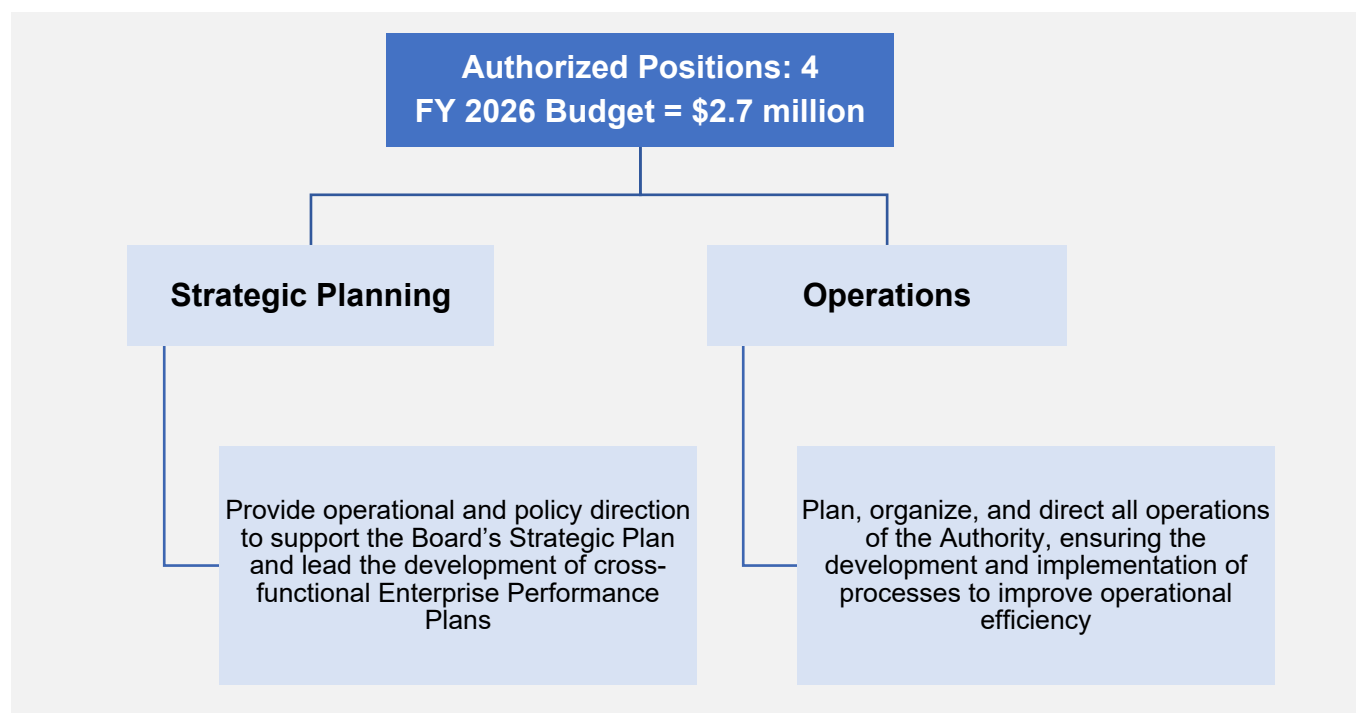 Authorized Positions: 4
FY 2026 Budget = $2.7 million
Strategic Planning
Operations
Provide operational and policy direction
to support the Board’s Strategic Plan
and lead the development of cross-
functional Enterprise Performance
Plans
Plan, organize, and direct all operations
of the Authority, ensuring the
development and implementation of
processes to improve operational
efficiency